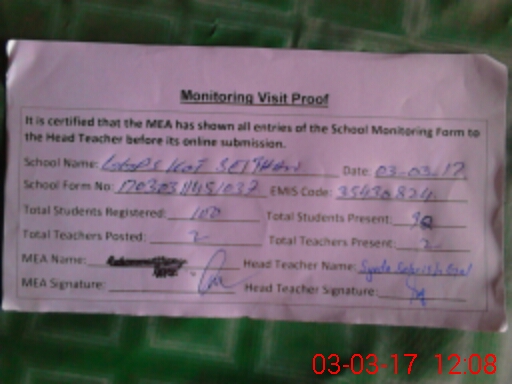 Monitoring Visit Proof
It is certified that the MEA has shown all entries of the School Monitoring Form to
the Head Teacher before its online submission.
School Name: KOT Date: 03-03-17
School Form No: EMIS Code:
Total Students Registered: 100 Total Students Present: 90
Total Teachers Posted: 2 Total Teachers Present: 2
MEA Name: Head Teacher Name: Syeda
MEA Signature: Head Teacher Signature:
03-03-17 12:08